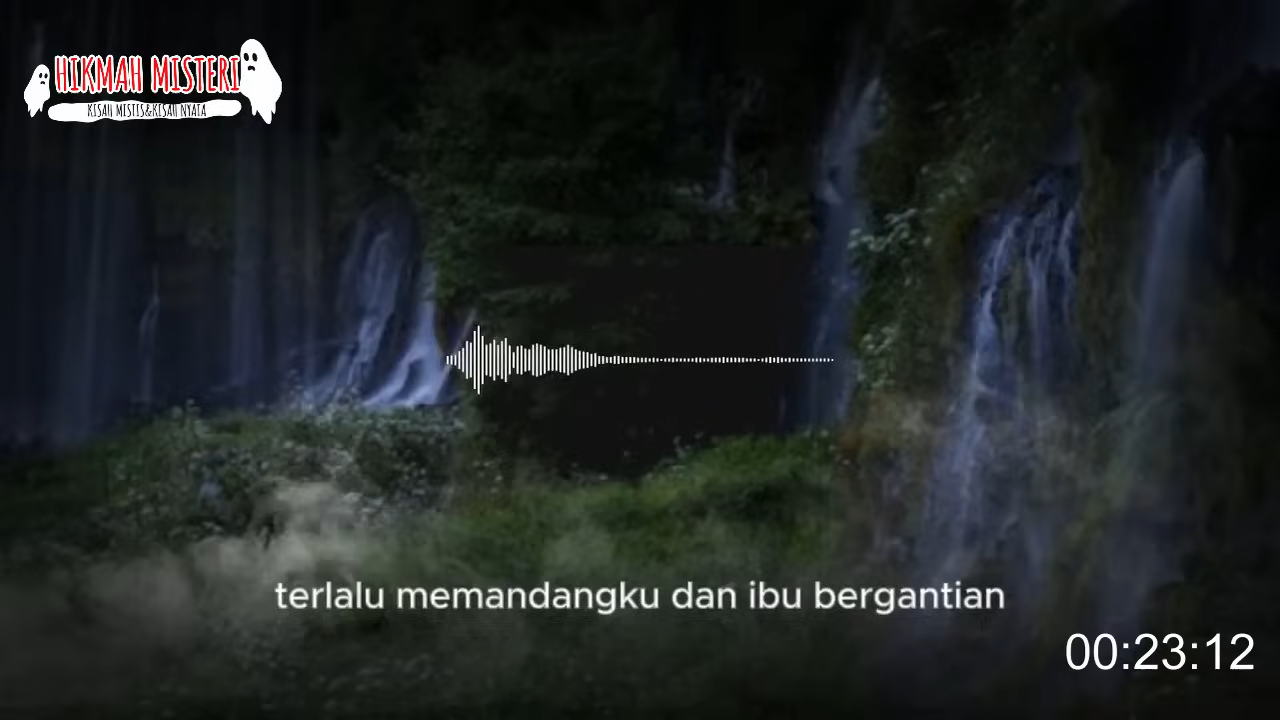 HIKMAH MISTERI
KISAH MISTIS&KISAH NYATA
terlalu memandangku dan ibu bergantian
00:23:12